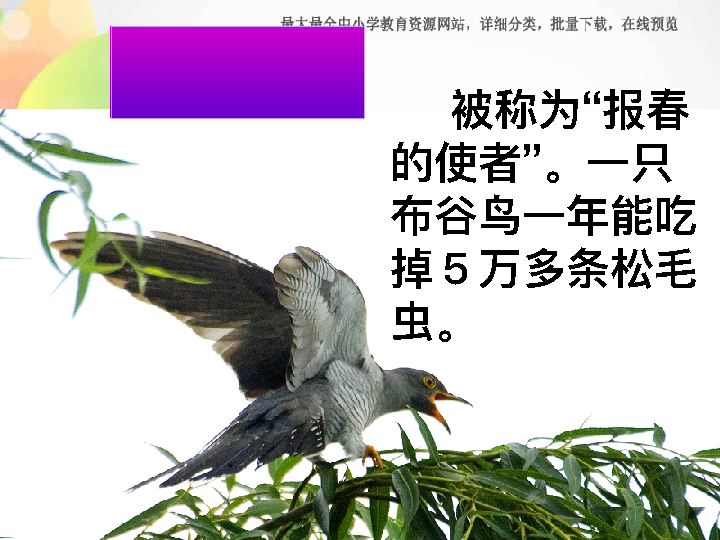 最大最全中小学教育资源网站，详细分类，批量下载，在线预览
被称为“报春
的使者”。一只
布谷鸟一年能吃
掉５万多条松毛
虫。